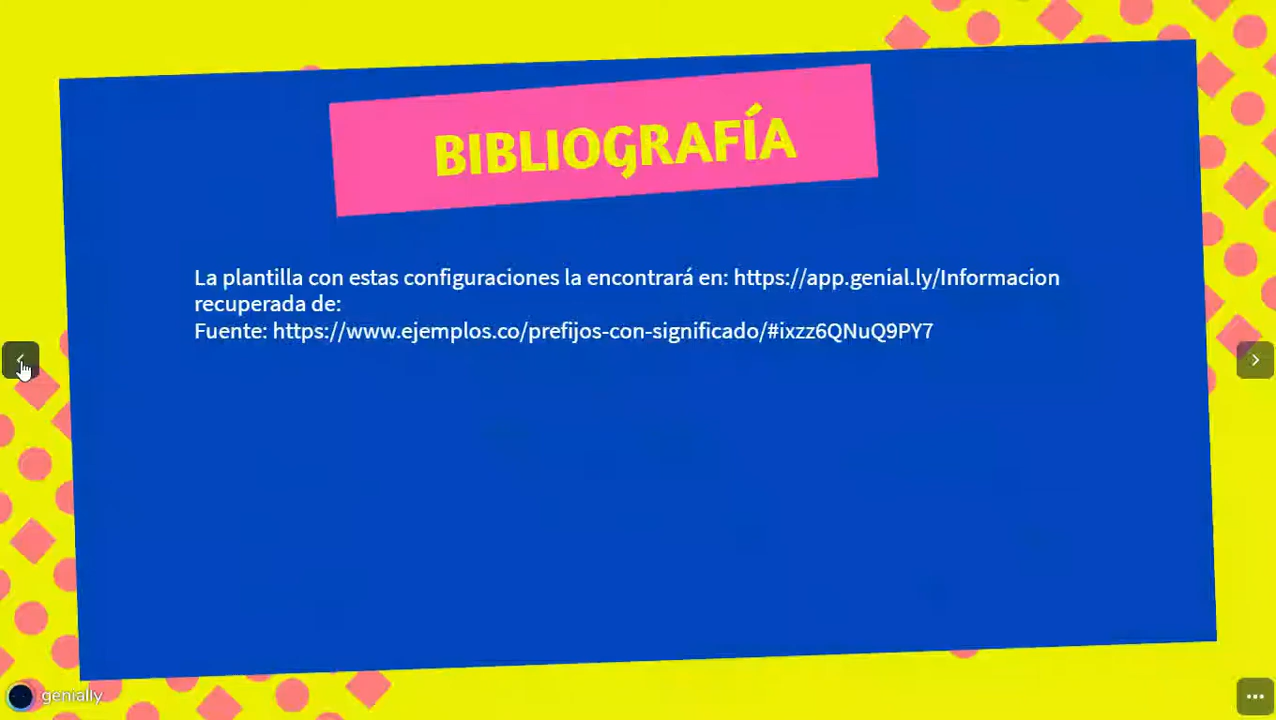 BIBLIOGRAFÍA
La plantilla con estas configuraciones la encontrará en: https://app.genial.ly/Informacion
recuperada de:
Fuente: https://www.ejemplos.co/prefijos-con-significado/#ixzz6QNuQ9PY7
genially